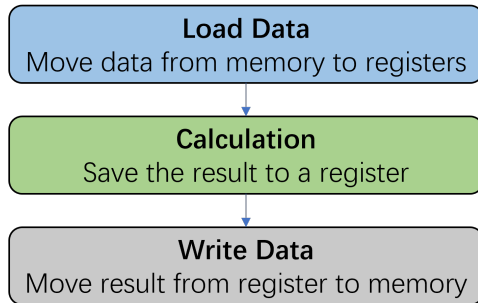 Load Data
Move data from memory to registers
Calculation
Save the result to a register
Write Data
Move result from register to memory